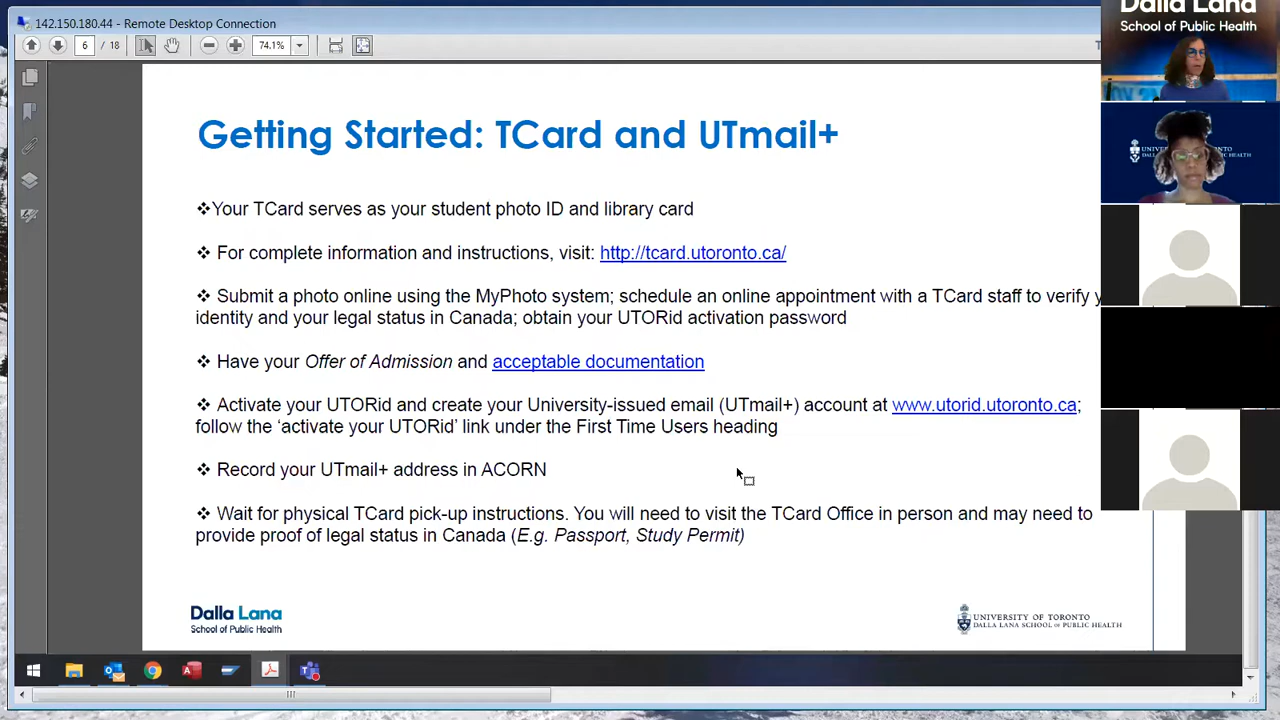 142.150.180.44 - Remote Desktop Connection
6 / 18
74.1%
Dalla Lana
School of Public Health
Getting Started: TCard and UTmail+
❖Your TCard serves as your student photo ID and library card
❖ For complete information and instructions, visit: http://tcard.utoronto.ca/
❖ Submit a photo online using the MyPhoto system; schedule an online appointment with a TCard staff to verify y
identity and your legal status in Canada; obtain your UTORid activation password
❖ Have your Offer of Admission and acceptable documentation
❖ Activate your UTORid and create your University-issued email (UTmail+) account at www.utorid.utoronto.ca;
follow the ‘activate your UTORid’ link under the First Time Users heading
❖ Record your UTmail+ address in ACORN
❖ Wait for physical TCard pick-up instructions. You will need to visit the TCard Office in person and may need to
provide proof of legal status in Canada (E.g. Passport, Study Permit)
Dalla Lana
School of Public Health
UNIVERSITY OF TORONTO
DALLA LANA SCHOOL OF PUBLIC HEALTH